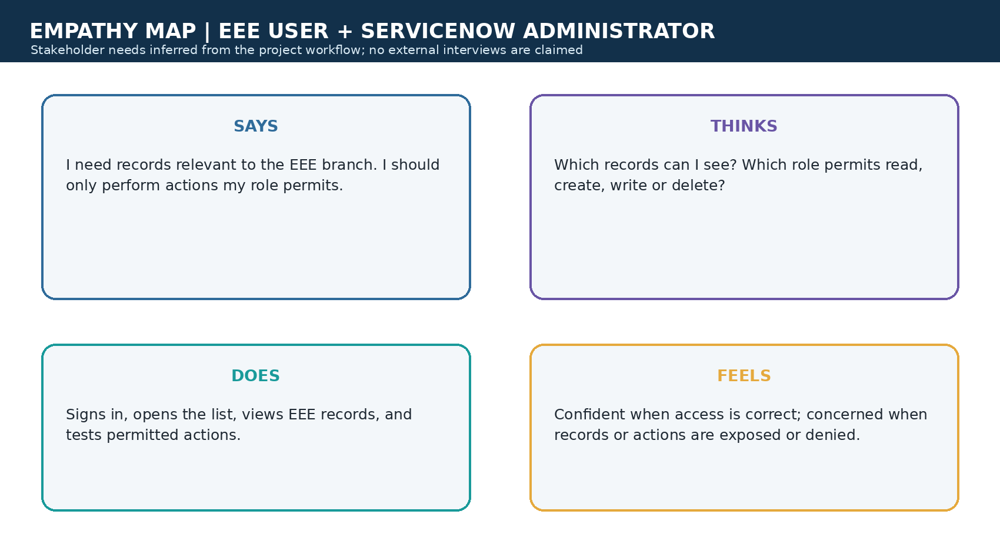 EMPATHY MAP | EEE USER + SERVICENOW ADMINISTRATOR
Stakeholder needs inferred from the project workflow; no external interviews are claimed
SAYS
I need records relevant to the EEE branch. I should
only perform actions my role permits.
THINKS
Which records can I see? Which role permits read,
create, write or delete?
DOES
Signs in, opens the list, views EEE records, and
tests permitted actions.
FEELS
Confident when access is correct; concerned when
records or actions are exposed or denied.